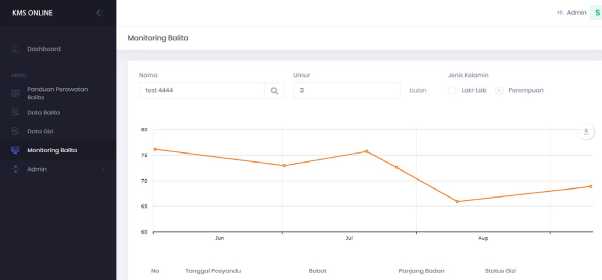 KMS ONLINE
Hi, Admin S
Dashboard
Monitoring Balita
MENU
Panduan Perawatan
Balita
Data Balita
Data Gizi
Monitoring Balita
Admin
Nama
Umur
Jenis Kelamin
test 4444
3
bulan
Laki-Laki
Perempuan
80
75
70
65
60
Jun
Jul
Aug
No
Tanggal Posyandu
Bobot
Panjang Badan
Status Gizi